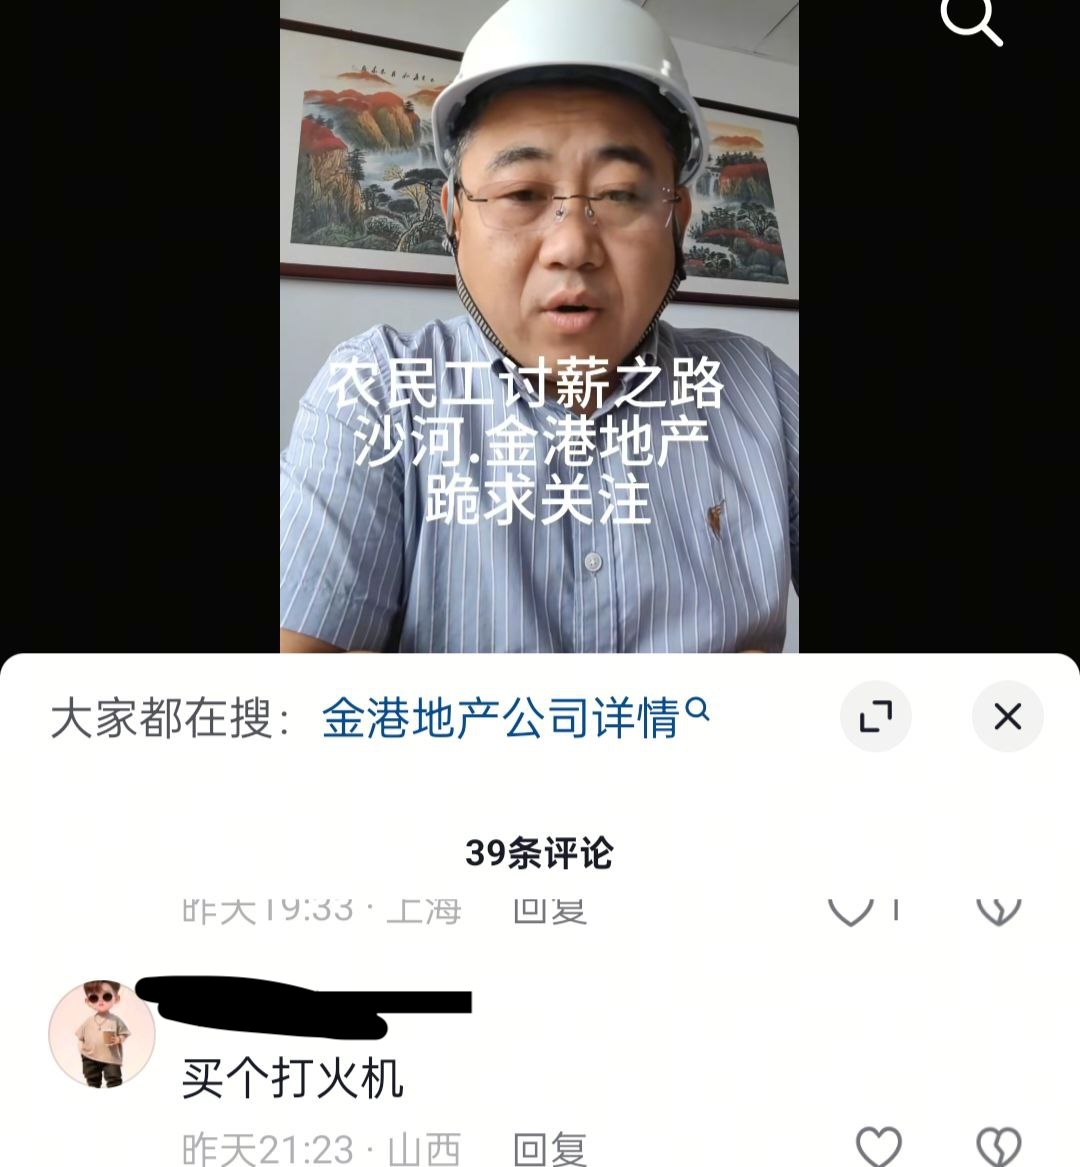 农民工讨薪之路
沙河.金港地产
跪求关注
大家都在搜：金港地产公司详情
39条评论
昨天19:33 · 上海 回复 1
买个打火机
昨天21:23 · 山西 回复